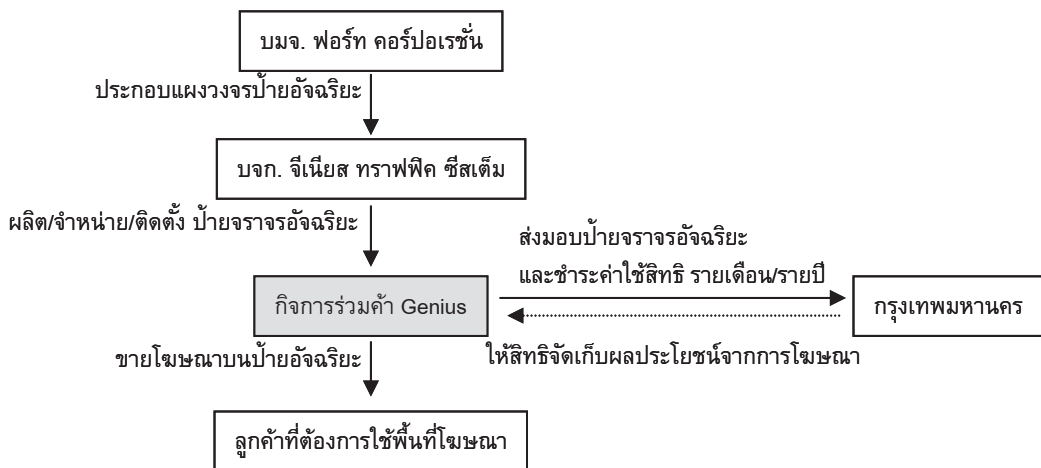 บมจ. ฟอร์ท คอร์ปอเรชั่น
ประกอบแผงวงจรป้ายอัจฉริยะ
บจก. จีเนียส ทราฟฟิค ซีสเต็ม
ผลิต/จำหน่าย/ติดตั้ง ป้ายจราจรอัจฉริยะ
ส่งมอบป้ายจราจรอัจฉริยะ
และชำระค่าใช้สิทธิ รายเดือน/รายปี
กิจการร่วมค้า Genius
กรุงเทพมหานคร
ให้สิทธิจัดเก็บผลประโยชน์จากการโฆษณา
ขายโฆษณาบนป้ายอัจฉริยะ
ลูกค้าที่ต้องการใช้พื้นที่โฆษณา